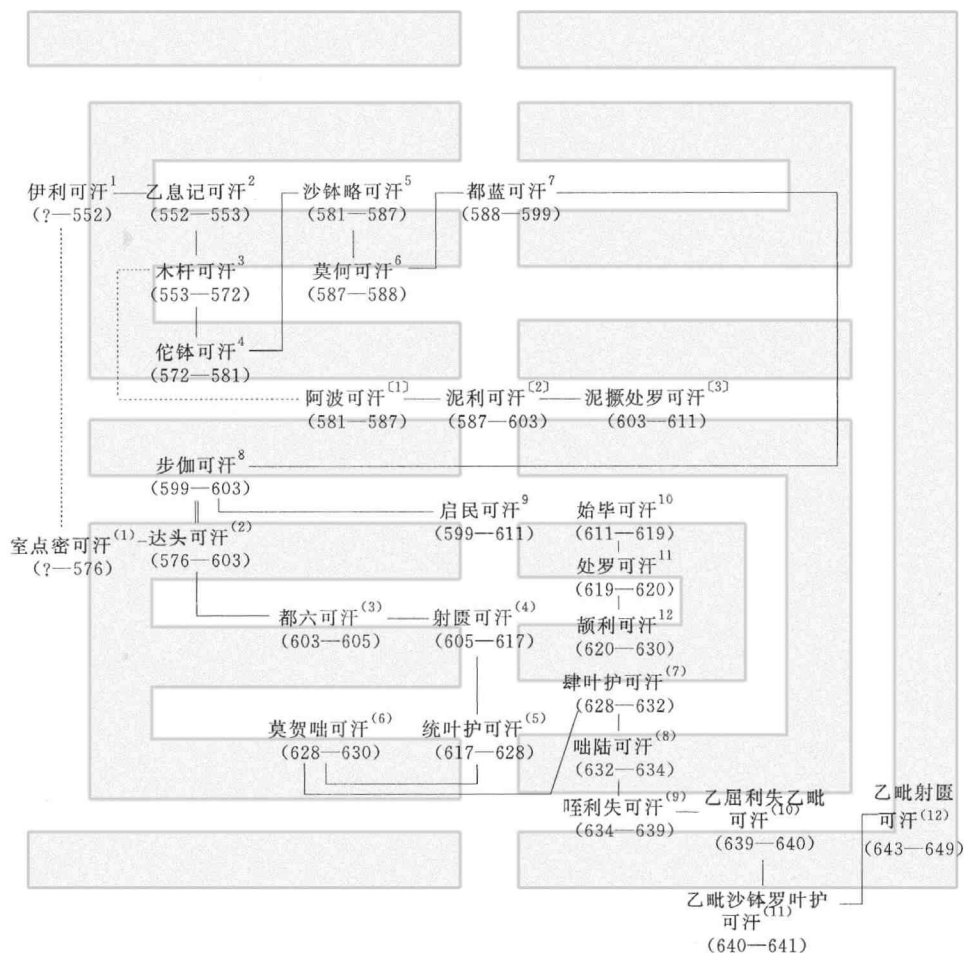 伊利可汗1 乙息记可汗2 沙钵略可汗5 都蓝可汗7
(?—552) (552—553) (581—587) (588—599)
木杆可汗3 莫何可汗6
(553—572) (587—588)
佗钵可汗4
(572—581)
阿波可汗[1] 泥利可汗[2] 泥撅处罗可汗[3]
(581—587) (587—603) (603—611)
步伽可汗8
(599—603)
启民可汗9 始毕可汗10
(599—611) (611—619)
室点密可汗(1) 达头可汗(2)
(?—576) (576—603)
处罗可汗11
(619—620)
都六可汗(3) 射匮可汗(4) 颉利可汗12
(603—605) (605—617) (620—630)
肆叶护可汗(7)
(628—632)
莫贺咄可汗(6) 统叶护可汗(5)
(628—630) (617—628)
咄陆可汗(8)
(632—634)
咥利失可汗(9) 
(634—639)
乙屈利失乙毗
可汗(10)
(639—640)
乙毗射匮
可汗(12)
(643—649)
乙毗沙钵罗叶护
可汗(11)
(640—641)